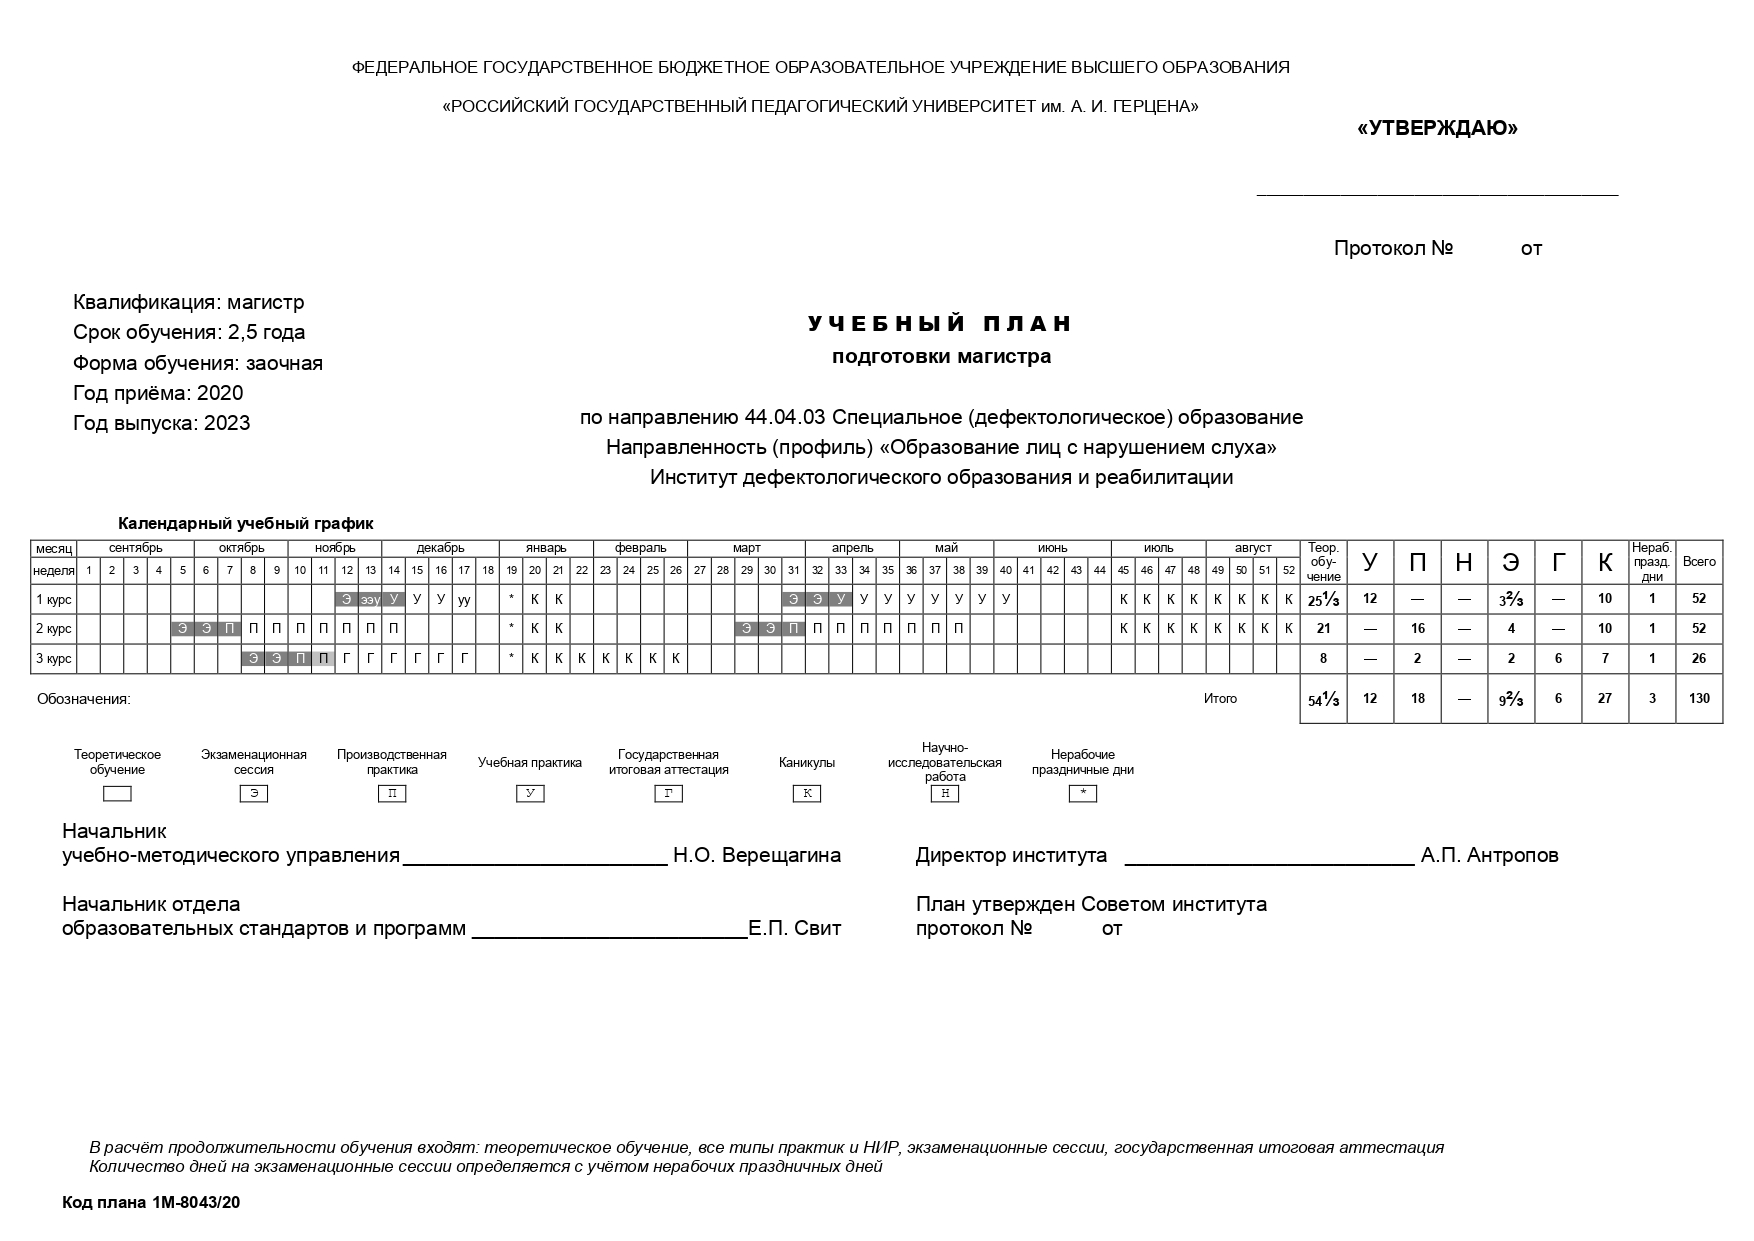 ФЕДЕРАЛЬНОЕ ГОСУДАРСТВЕННОЕ БЮДЖЕТНОЕ ОБРАЗОВАТЕЛЬНОЕ УЧРЕЖДЕНИЕ ВЫСШЕГО ОБРАЗОВАНИЯ
«РОССИЙСКИЙ ГОСУДАРСТВЕННЫЙ ПЕДАГОГИЧЕСКИЙ УНИВЕРСИТЕТ им. А. И. ГЕРЦЕНА»
«УТВЕРЖДАЮ»
Протокол № от
Квалификация: магистр
Срок обучения: 2,5 года
Форма обучения: заочная
Год приёма: 2020
Год выпуска: 2023
УЧЕБНЫЙ ПЛАН
подготовки магистра
по направлению 44.04.03 Специальное (дефектологическое) образование
Направленность (профиль) «Образование лиц с нарушением слуха»
Институт дефектологического образования и реабилитации
Календарный учебный график
месяц сентябрь октябрь ноябрь декабрь январь февраль март апрель май июнь июль август Теор. обу-чение У П Н Э Г К Нераб. празд. дни Всего
неделя 1 2 3 4 5 6 7 8 9 10 11 12 13 14 15 16 17 18 19 20 21 22 23 24 25 26 27 28 29 30 31 32 33 34 35 36 37 38 39 40 41 42 43 44 45 46 47 48 49 50 51 52
1 курс Э ээу У У У уу * К К Э Э У У У У У У У У К К К К К К К К 25⅓ 12 — — 3⅔ — 10 1 52
2 курс Э Э П П П П П П П П * К К Э Э П П П П П П П П К К К К К К К К 21 — 16 — 4 — 10 1 52
3 курс Э Э П П Г Г Г Г Г Г * К К К К К К К 8 — 2 — 2 6 7 1 26
Обозначения: Итого 54⅓ 12 18 — 9⅔ 6 27 3 130
Теоретическое обучение
Экзаменационная сессия
Производственная практика
Учебная практика
Государственная итоговая аттестация
Каникулы
Научно-исследовательская работа
Нерабочие праздничные дни
Э П У Г К Н *
Начальник
учебно-методического управления Н.О. Верещагина
Директор института А.П. Антропов
Начальник отдела
образовательных стандартов и программ Е.П. Свит
План утвержден Советом института
протокол № от
В расчёт продолжительности обучения входят: теоретическое обучение, все типы практик и НИР, экзаменационные сессии, государственная итоговая аттестация
Количество дней на экзаменационные сессии определяется с учётом нерабочих праздничных дней
Код плана 1М-8043/20